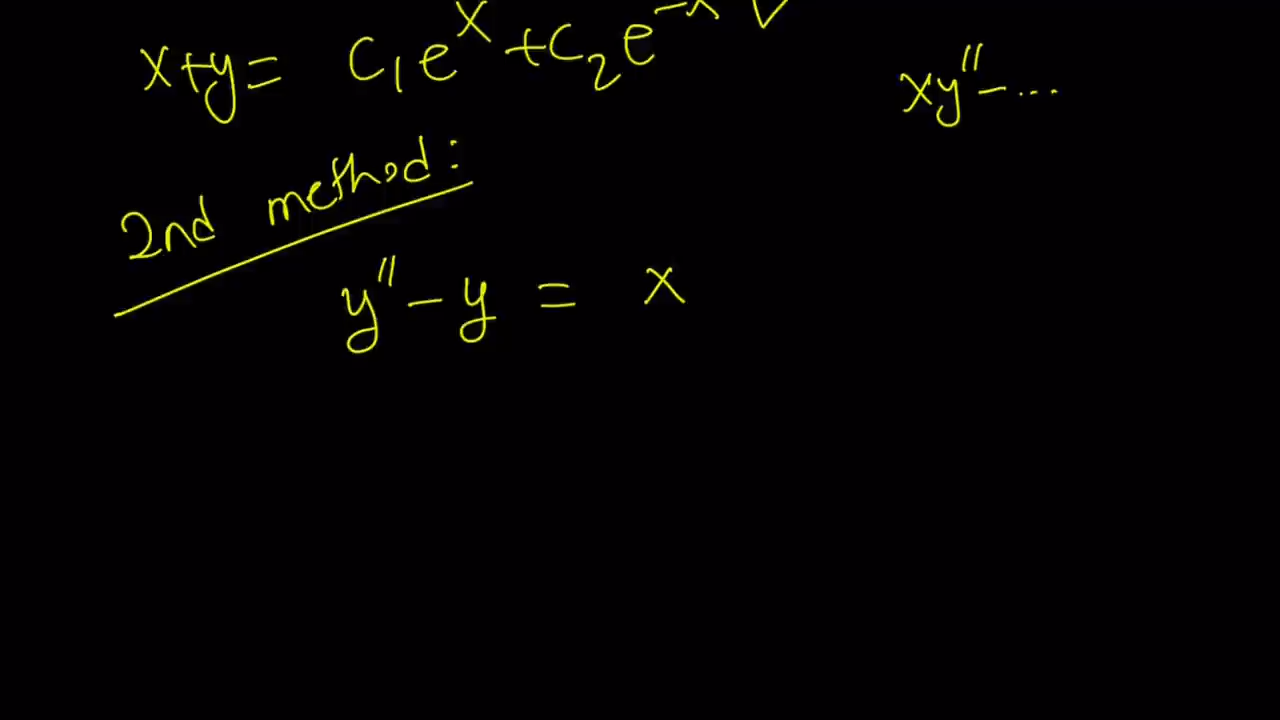 x+y= C₁eˣ+C₂e⁻ˣ
xy"-...
2nd method:
y"-y = x